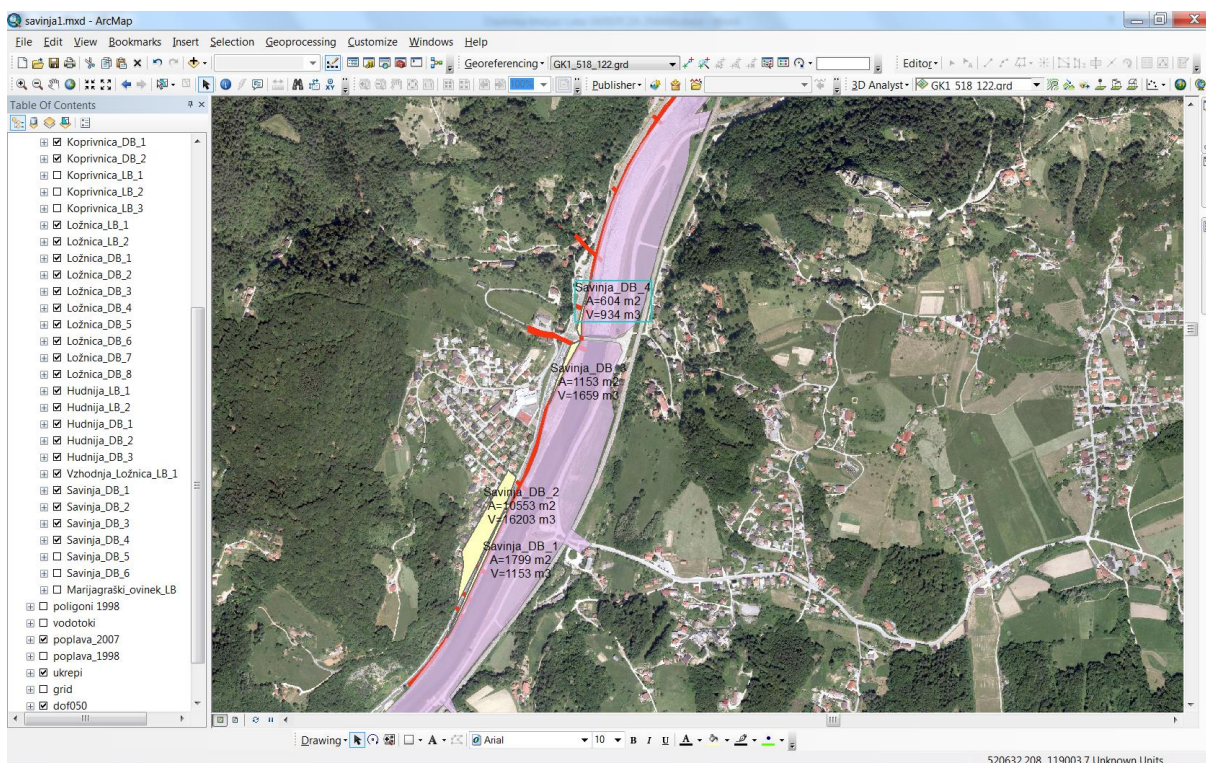 savinja1.mxd - ArcMap
File Edit View Bookmarks Insert Selection Geoprocessing Customize Windows Help
Georeferencing GK1_518_122.grd Editor
100% Publisher 3D Analyst GK1_518_122.grd
Table Of Contents
Koprivnica_DB_1
Koprivnica_DB_2
Koprivnica_LB_1
Koprivnica_LB_2
Koprivnica_LB_3
Ložnica_LB_1
Ložnica_LB_2
Ložnica_DB_1
Ložnica_DB_2
Ložnica_DB_3
Ložnica_DB_4
Ložnica_DB_5
Ložnica_DB_6
Ložnica_DB_7
Ložnica_DB_8
Hudnija_LB_1
Hudnija_LB_2
Hudnija_DB_1
Hudnija_DB_2
Hudnija_DB_3
Vzhodnja_Ložnica_LB_1
Savinja_DB_1
Savinja_DB_2
Savinja_DB_3
Savinja_DB_4
Savinja_DB_5
Savinja_DB_6
Marijagraški_ovinek_LB
poligoni 1998
vodotoki
poplava_2007
poplava_1998
ukrepi
grid
dof050
Savinja_DB_4
A=604 m2
V=934 m3
Savinja_DB_3
A=1153 m2
V=1659 m3
Savinja_DB_2
A=10553 m2
V=16203 m3
Savinja_DB_1
A=1799 m2
V=1153 m3
Drawing A Arial 10 B I U A
520632,208 119003,7 Unknown Units